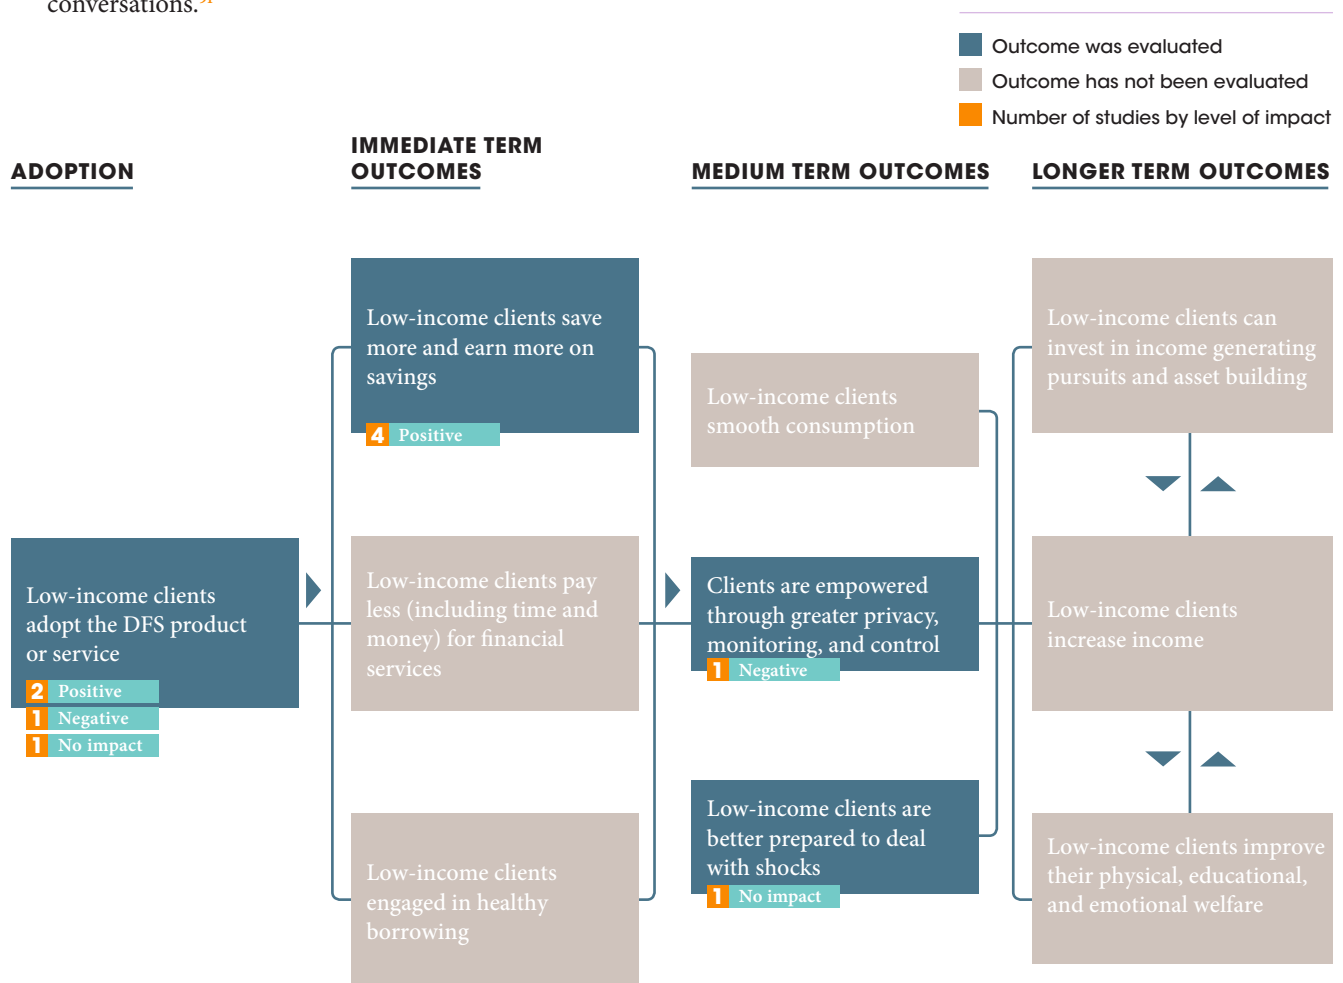 conversations.51
Outcome was evaluated
Outcome has not been evaluated
Number of studies by level of impact
ADOPTION
IMMEDIATE TERM
OUTCOMES
MEDIUM TERM OUTCOMES
LONGER TERM OUTCOMES
Low-income clients
adopt the DFS product
or service
2 Positive
1 Negative
1 No impact
Low-income clients save
more and earn more on
savings
4 Positive
Low-income clients pay
less (including time and
money) for financial
services
Low-income clients
engaged in healthy
borrowing
Low-income clients
smooth consumption
Clients are empowered
through greater privacy,
monitoring, and control
1 Negative
Low-income clients are
better prepared to deal
with shocks
1 No impact
Low-income clients can
invest in income generating
pursuits and asset building
Low-income clients
increase income
Low-income clients improve
their physical, educational,
and emotional welfare